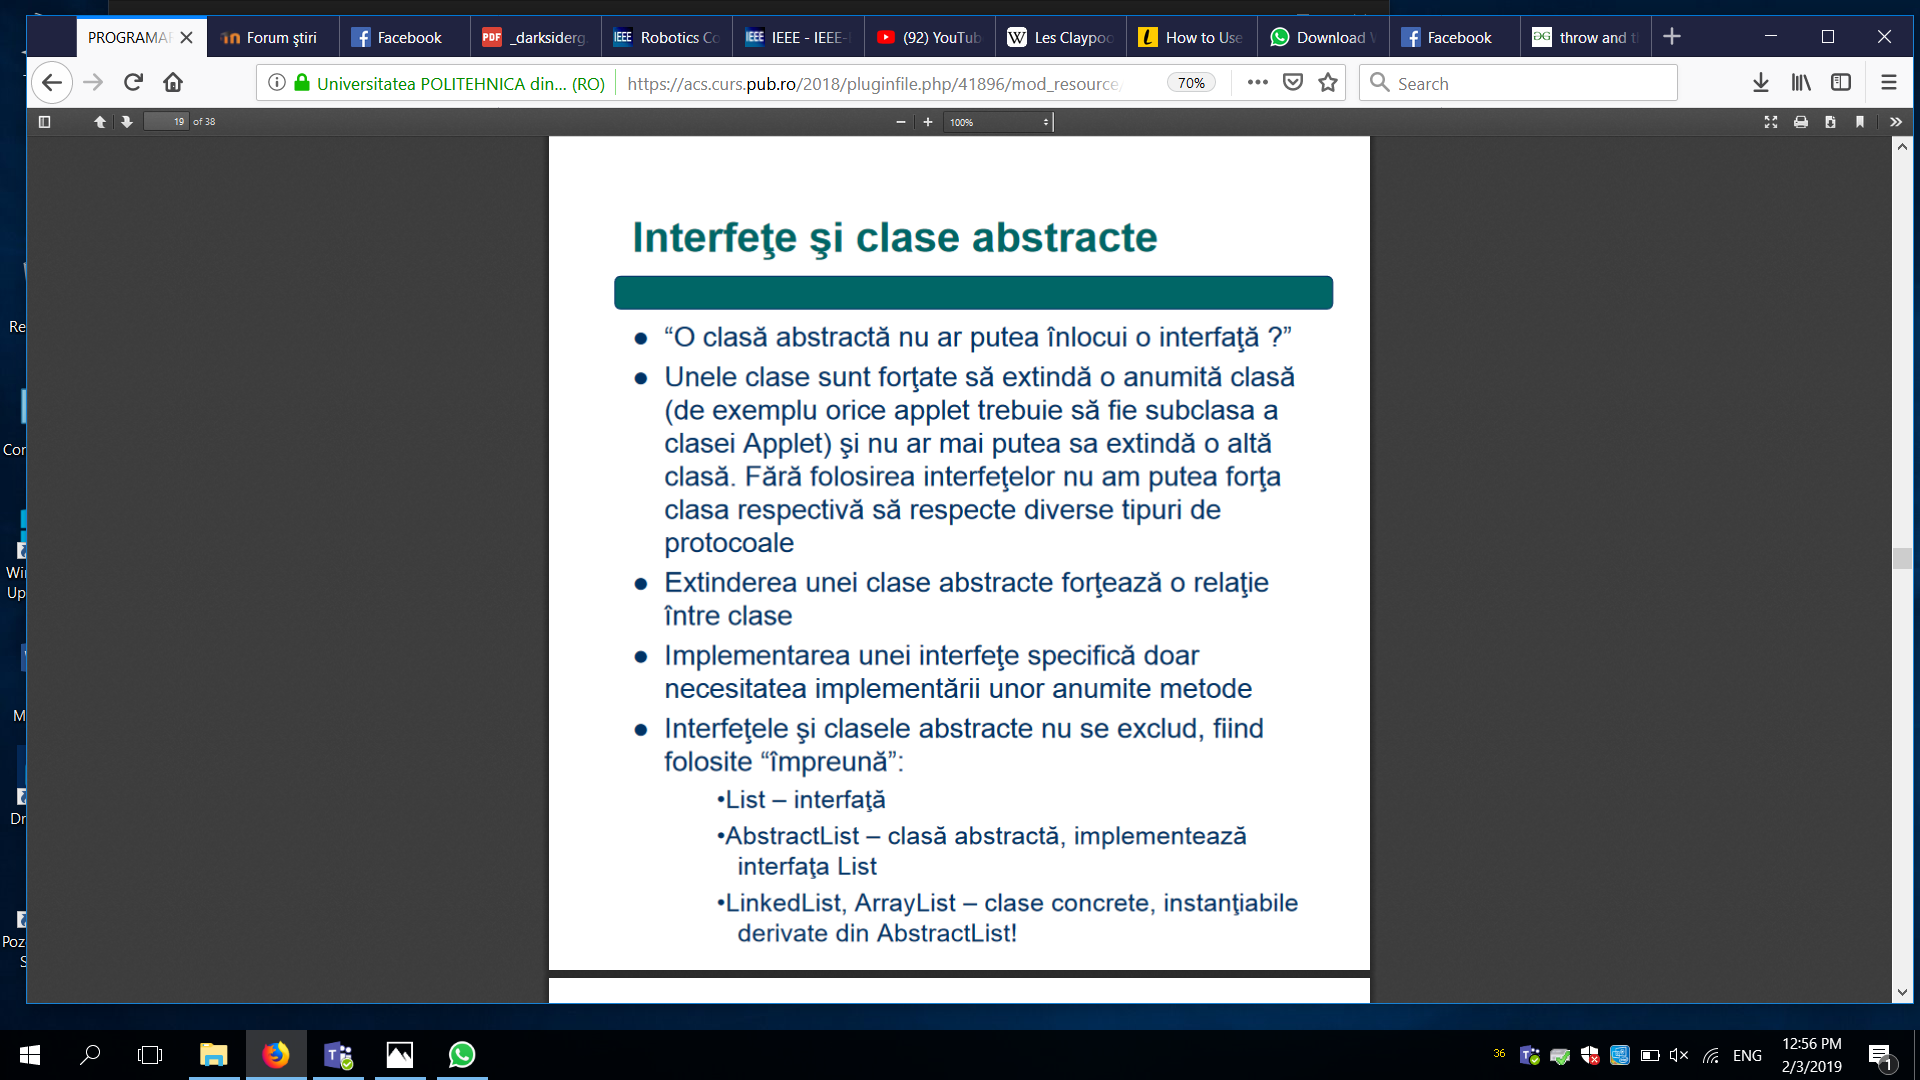 PROGRAMAR
Forum ştiri
Facebook
_darksiderg
Robotics Co
IEEE - IEEE-
(92) YouTub
Les Claypoo
How to Use
Download W
Facebook
throw and t
Universitatea POLITEHNICA din... (RO)
https://acs.curs.pub.ro/2018/pluginfile.php/41896/mod_resource/
70%
Search
19 of 38
100%
Interfeţe şi clase abstracte
● “O clasă abstractă nu ar putea înlocui o interfaţă ?”
● Unele clase sunt forţate să extindă o anumită clasă
(de exemplu orice applet trebuie să fie subclasa a
clasei Applet) şi nu ar mai putea sa extindă o altă
clasă. Fără folosirea interfeţelor nu am putea forţa
clasa respectivă să respecte diverse tipuri de
protocoale
● Extinderea unei clase abstracte forţează o relaţie
între clase
● Implementarea unei interfeţe specifică doar
necesitatea implementării unor anumite metode
● Interfeţele şi clasele abstracte nu se exclud, fiind
folosite “împreună”:
•List – interfaţă
•AbstractList – clasă abstractă, implementează
interfaţa List
•LinkedList, ArrayList – clase concrete, instanţiabile
derivate din AbstractList!
Re
Cor
Wi
Up
M
Dr
Poz
S
36
ENG
12:56 PM
2/3/2019
1